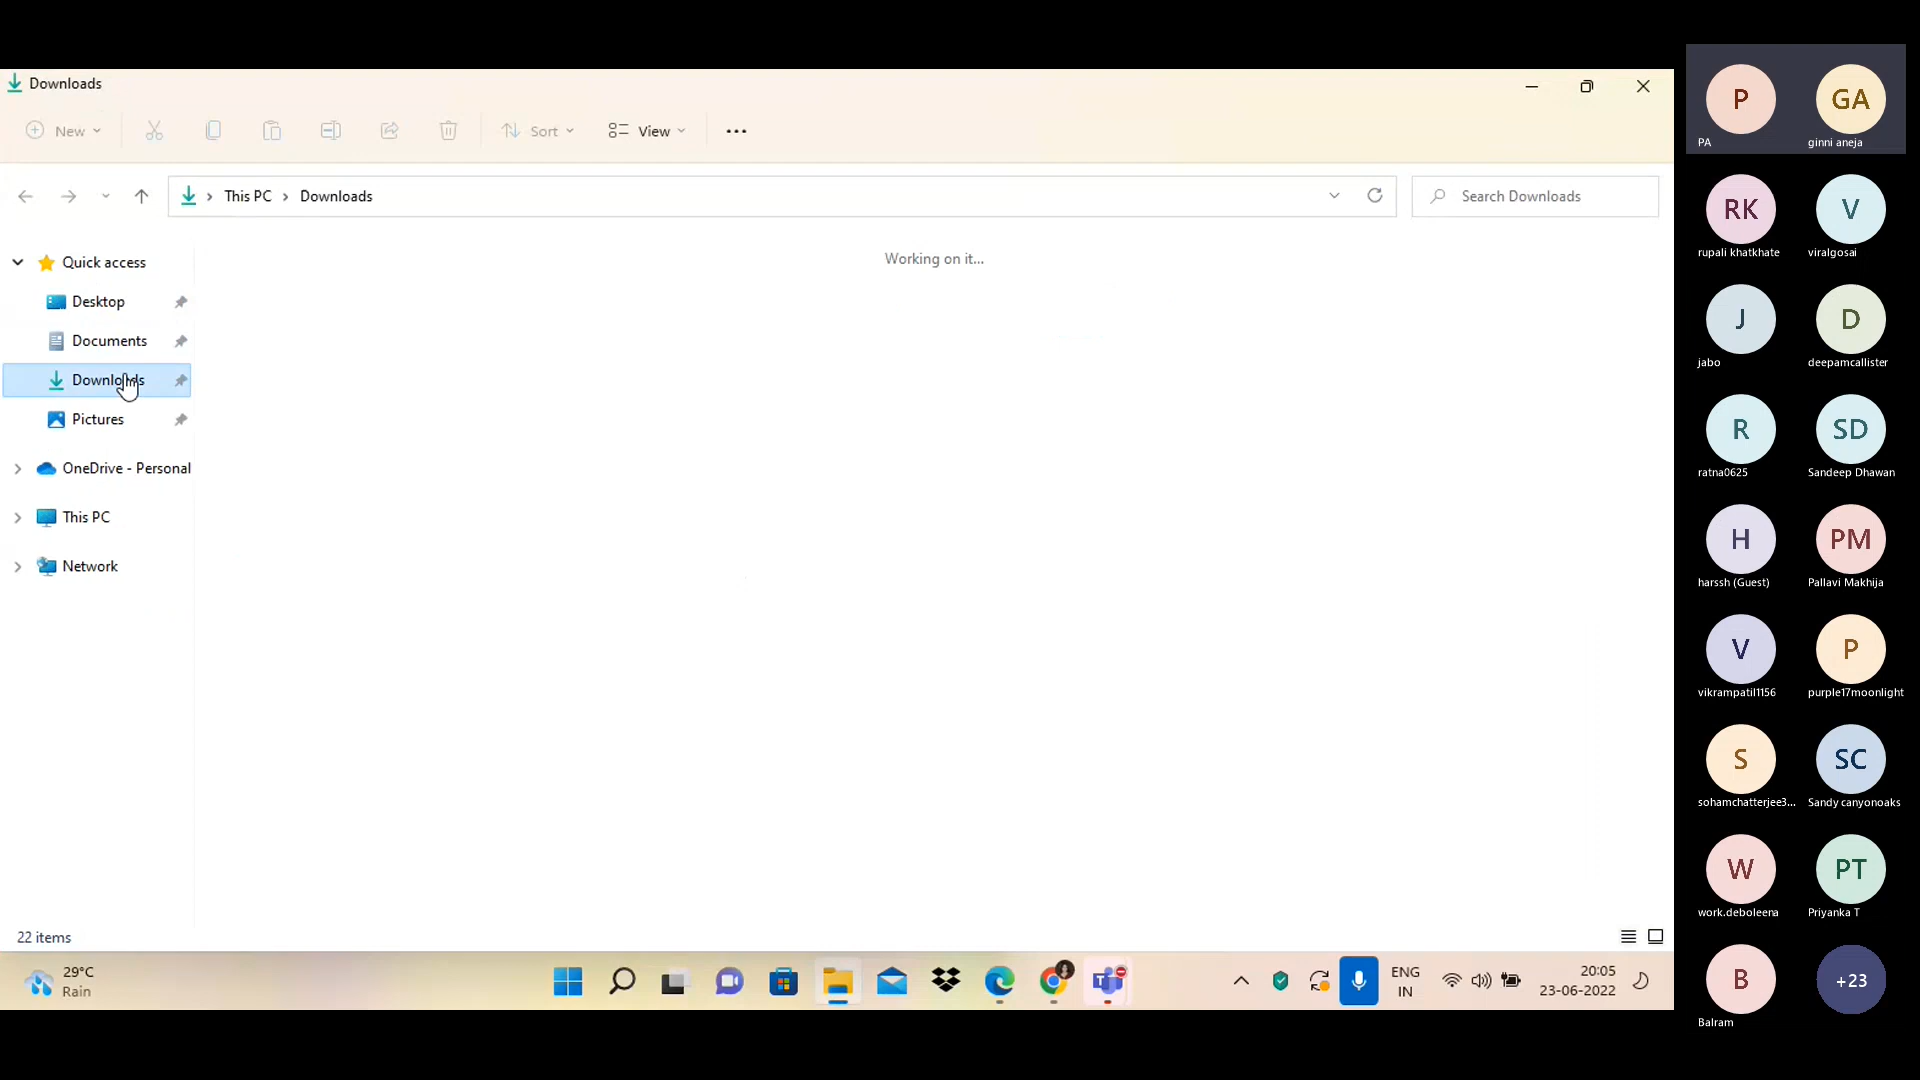 Downloads
New
Sort
View
This PC
Downloads
Search Downloads
Quick access
Desktop
Documents
Downloads
Pictures
OneDrive - Personal
This PC
Network
Working on it...
22 items
29°C
Rain
ENG
IN
20:05
23-06-2022
P
PA
GA
ginni aneja
RK
rupali khatkhate
V
viralgosai
J
jabo
D
deepamcallister
R
ratna0625
SD
Sandeep Dhawan
H
harssh (Guest)
PM
Pallavi Makhija
V
vikrampatil1156
P
purple17moonlight
S
sohamchatterjee3...
SC
Sandy canyonoaks
W
work.deboleena
PT
Priyanka T
B
Balram
+23